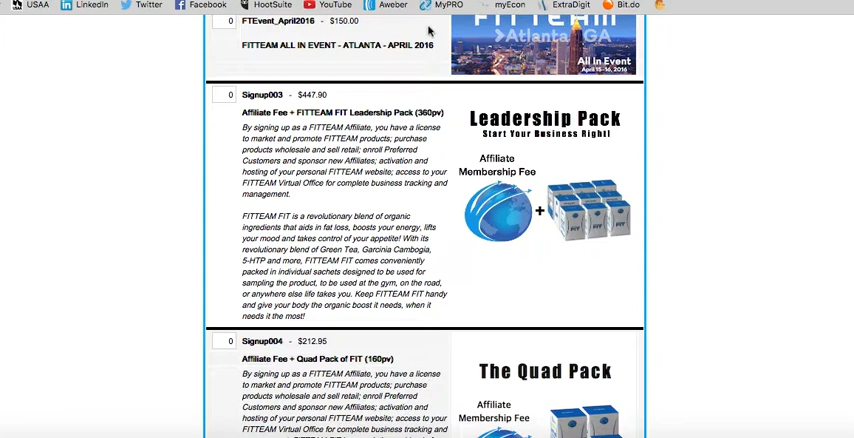 USAA LinkedIn Twitter Facebook HootSuite YouTube Aweber MyPRO myEcon ExtraDigit Bit.do
0 FTEvent_April2016 - $150.00
FITTEAM ALL IN EVENT - ATLANTA - APRIL 2016
FITTEAM
>Atlanta, GA
All In Event
April 15-16, 2016
0 Signup003 - $447.90
Affiliate Fee + FITTEAM FIT Leadership Pack (360pv)
By signing up as a FITTEAM Affiliate, you have a license
to market and promote FITTEAM products; purchase
products wholesale and sell retail; enroll Preferred
Customers and sponsor new Affiliates; activation and
hosting of your personal FITTEAM website; access to your
FITTEAM Virtual Office for complete business tracking and
management.
FITTEAM FIT is a revolutionary blend of organic
ingredients that aids in fat loss, boosts your energy, lifts
your mood and takes control of your appetite! With its
revolutionary blend of Green Tea, Garcinia Cambogia,
5-HTP and more, FITTEAM FIT comes conveniently
packed in individual sachets designed to be used for
sampling the product, to be used at the gym, on the road,
or anywhere else life takes you. Keep FITTEAM FIT handy
and give your body the organic boost it needs, when it
needs it the most!
Leadership Pack
Start Your Business Right!
Affiliate
Membership Fee
+
FIT FIT FIT
0 Signup004 - $212.95
Affiliate Fee + Quad Pack of FIT (160pv)
By signing up as a FITTEAM Affiliate, you have a license
to market and promote FITTEAM products; purchase
products wholesale and sell retail; enroll Preferred
Customers and sponsor new Affiliates; activation and
hosting of your personal FITTEAM website; access to your
FITTEAM Virtual Office for complete business tracking and
The Quad Pack
Affiliate
Membership Fee